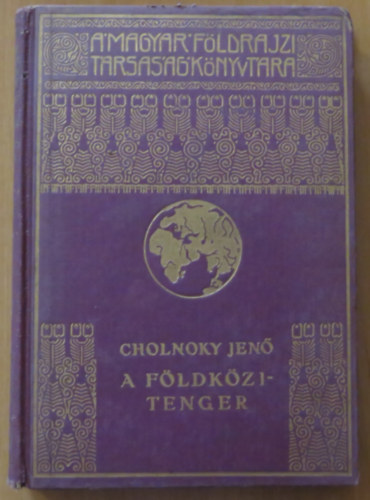 A MAGYAR FÖLDRAJZI
TÁRSASÁG KÖNYVTÁRA
CHOLNOKY JENŐ
A FÖLDKÖZI-
TENGER